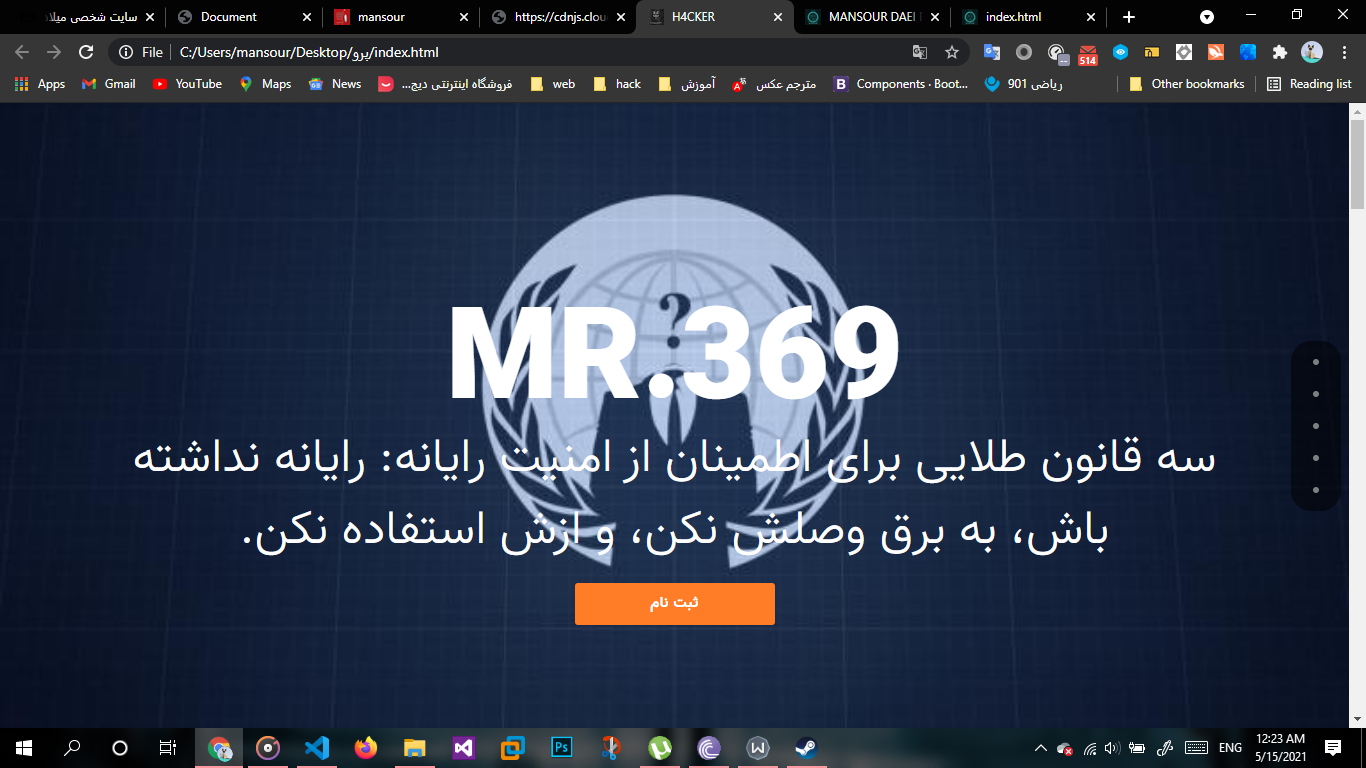 سایت شخصی میلاد
Document
mansour
https://cdnjs.clou
H4CKER
MANSOUR DAEI
index.html
File
C:/Users/mansour/Desktop/پرو/index.html
514
Apps
Gmail
YouTube
Maps
News
فروشگاه اینترنتی دیج...
web
hack
آموزش
مترجم عکس
Components · Boot...
ریاضی 901
Other bookmarks
Reading list
?
MR.369
سه قانون طلایی برای اطمینان از امنیت رایانه: رایانه نداشته
باش، به برق وصلش نکن، و ازش استفاده نکن.
ثبت نام
Ps
ENG
12:23 AM
5/15/2021